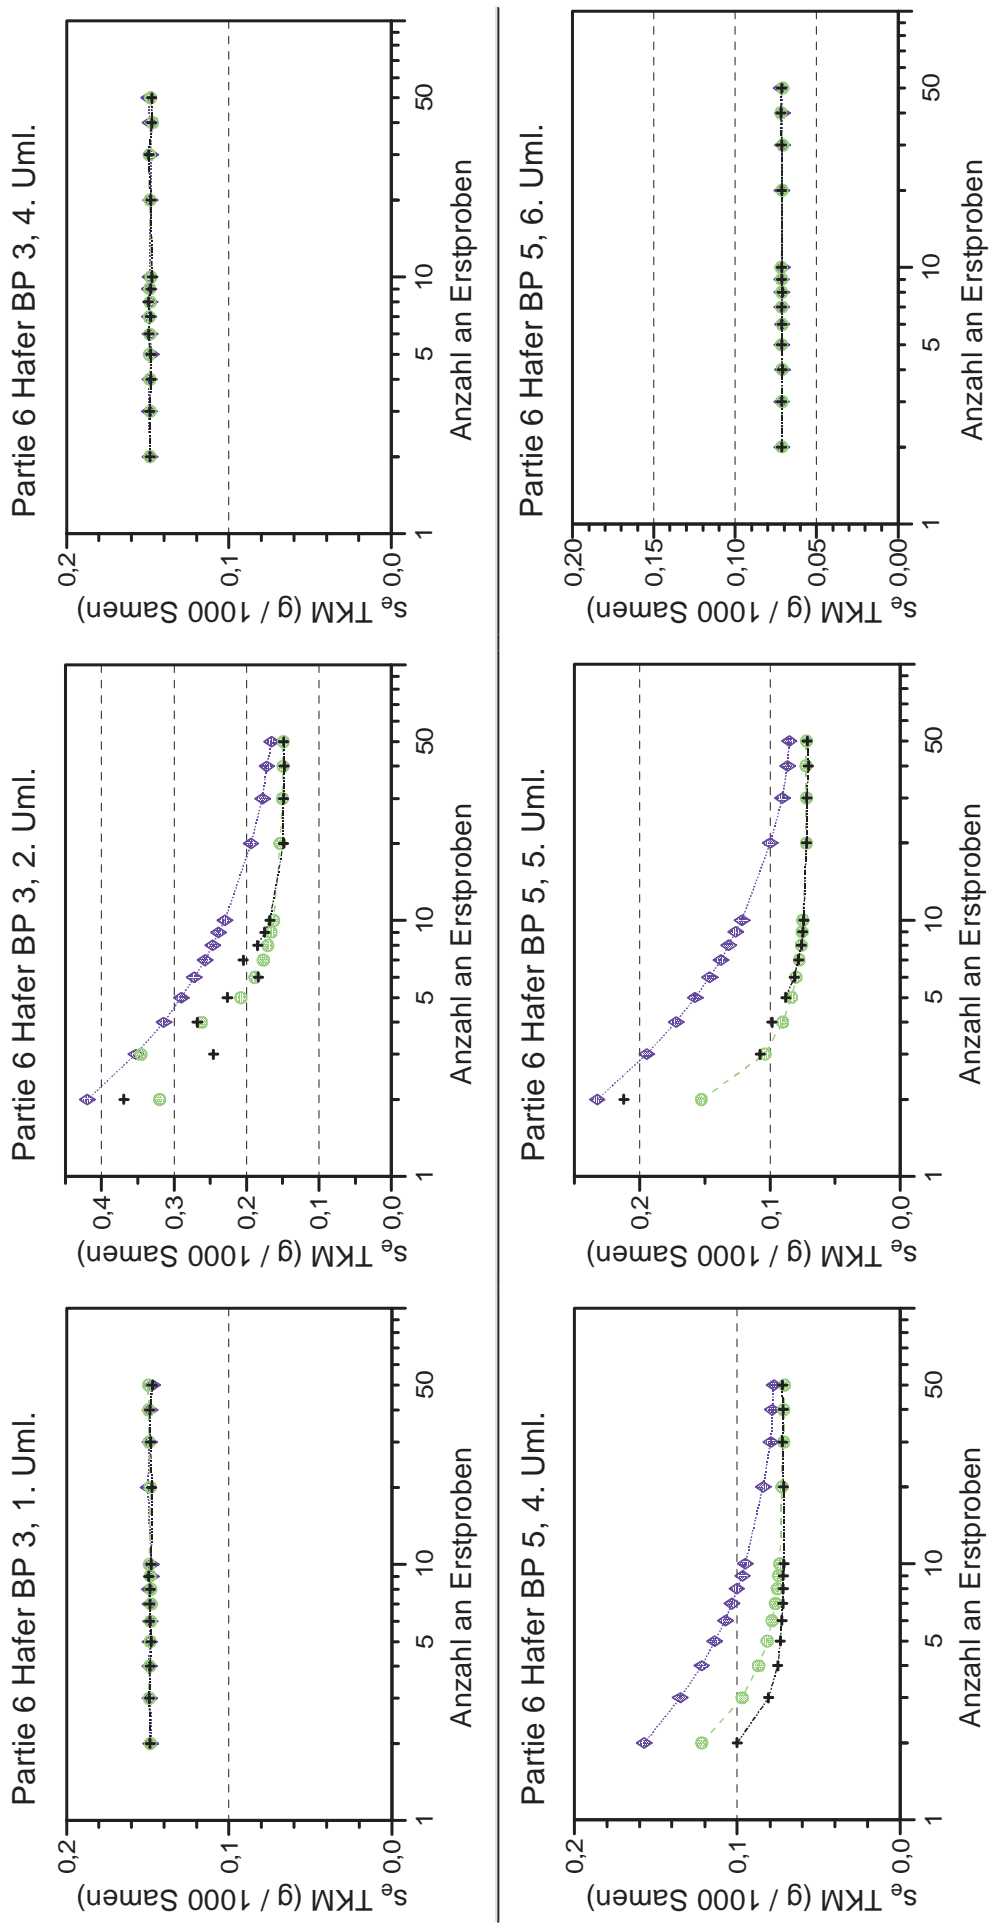 Partie 6 Hafer BP 3, 1. Uml.
s_e TKM (g / 1000 Samen)
0,2
0,1
0,0
1 5 10 50
Anzahl an Erstproben
Partie 6 Hafer BP 3, 2. Uml.
s_e TKM (g / 1000 Samen)
0,4
0,3
0,2
0,1
0,0
1 5 10 50
Anzahl an Erstproben
Partie 6 Hafer BP 3, 4. Uml.
s_e TKM (g / 1000 Samen)
0,2
0,1
0,0
1 5 10 50
Anzahl an Erstproben
Partie 6 Hafer BP 5, 4. Uml.
s_e TKM (g / 1000 Samen)
0,2
0,1
0,0
1 5 10 50
Anzahl an Erstproben
Partie 6 Hafer BP 5, 5. Uml.
s_e TKM (g / 1000 Samen)
0,2
0,1
0,0
1 5 10 50
Anzahl an Erstproben
Partie 6 Hafer BP 5, 6. Uml.
s_e TKM (g / 1000 Samen)
0,20
0,15
0,10
0,05
0,00
1 5 10 50
Anzahl an Erstproben